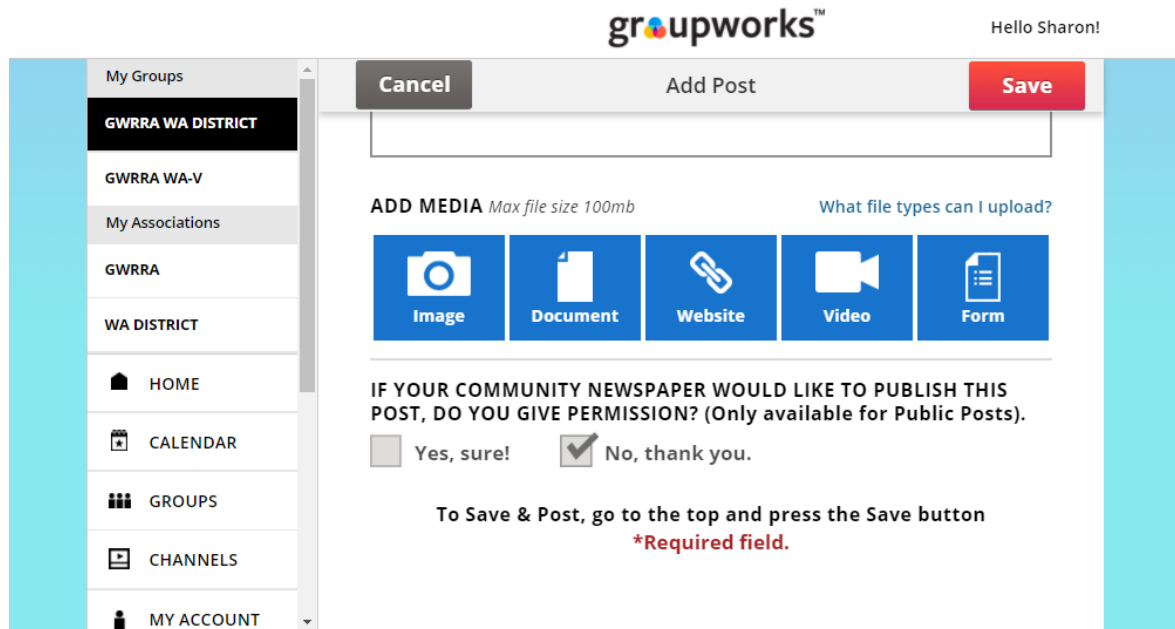 groupworks™
Hello Sharon!
My Groups
GWRRA WA DISTRICT
GWRRA WA-V
My Associations
GWRRA
WA DISTRICT
HOME
CALENDAR
GROUPS
CHANNELS
MY ACCOUNT
Cancel
Add Post
Save
ADD MEDIA Max file size 100mb
What file types can I upload?
Image
Document
Website
Video
Form
IF YOUR COMMUNITY NEWSPAPER WOULD LIKE TO PUBLISH THIS
POST, DO YOU GIVE PERMISSION? (Only available for Public Posts).
Yes, sure!
No, thank you.
To Save & Post, go to the top and press the Save button
*Required field.